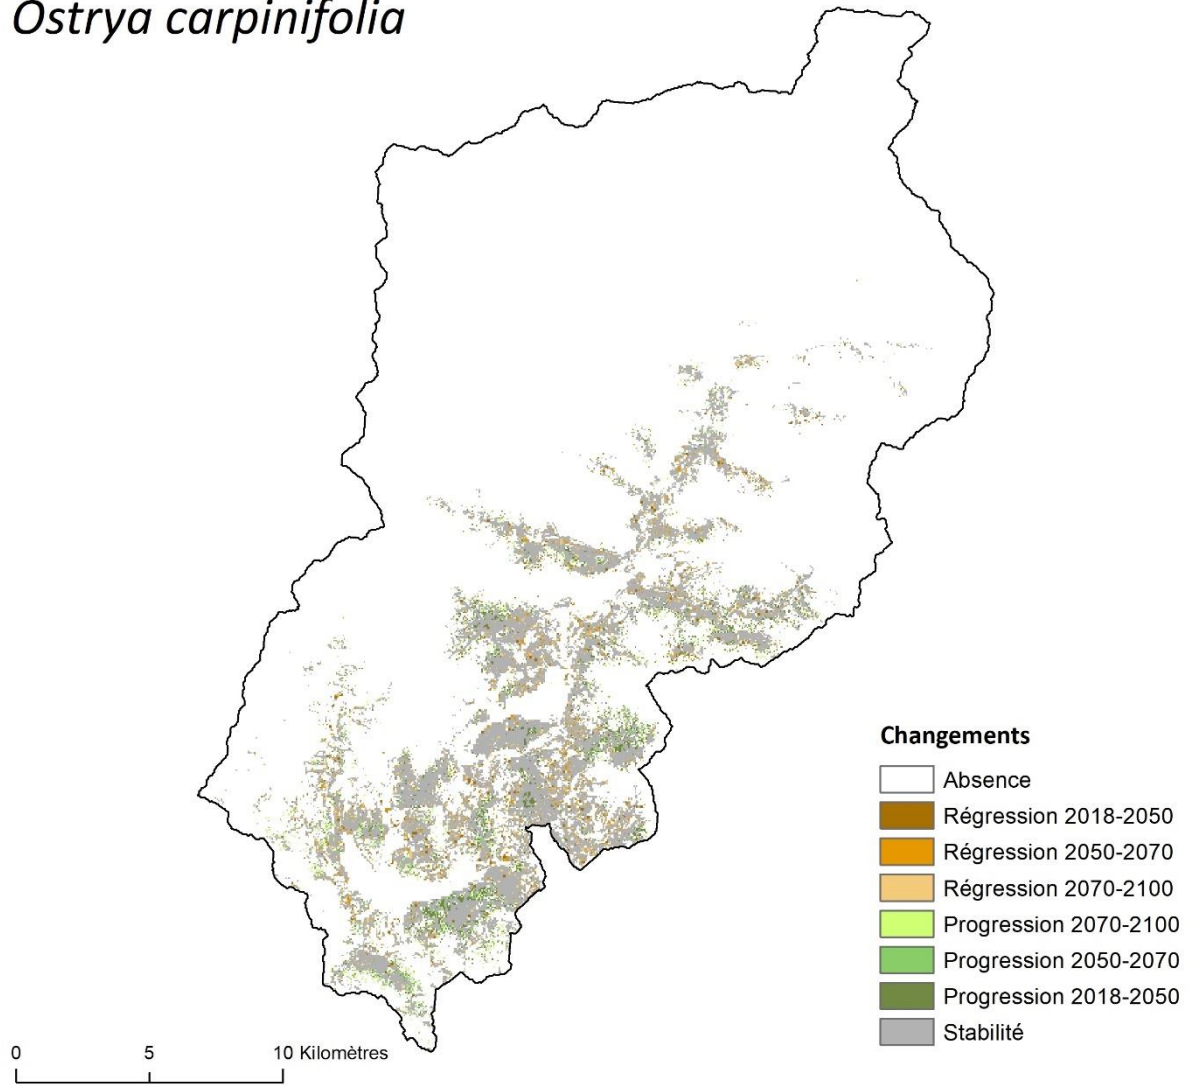 Ostrya carpinifolia
Changements
Absence
Régression 2018-2050
Régression 2050-2070
Régression 2070-2100
Progression 2070-2100
Progression 2050-2070
Progression 2018-2050
Stabilité
0 5 10 Kilomètres